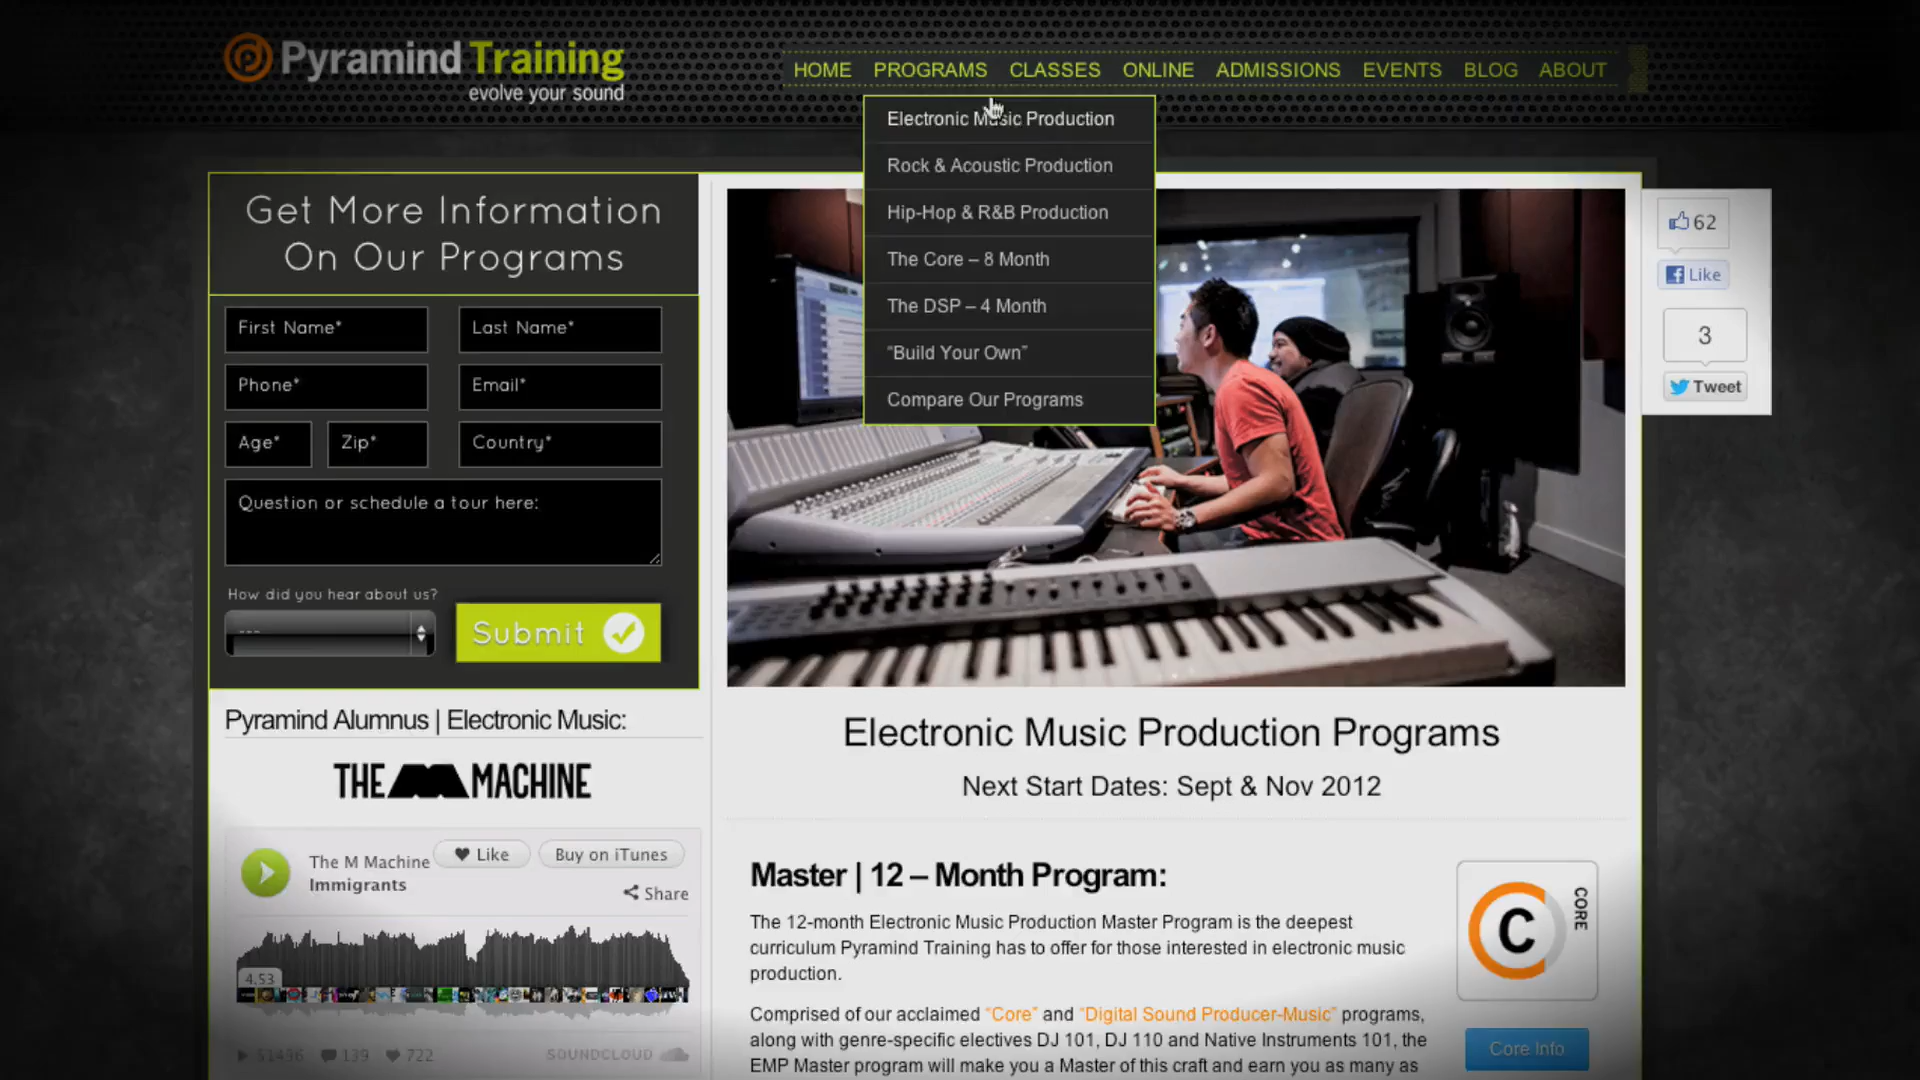 Pyramind Training
evolve your sound
HOME PROGRAMS CLASSES ONLINE ADMISSIONS EVENTS BLOG ABOUT
Electronic Music Production
Rock & Acoustic Production
Hip-Hop & R&B Production
The Core – 8 Month
The DSP – 4 Month
“Build Your Own”
Compare Our Programs
Get More Information
On Our Programs
First Name*
Last Name*
Phone*
Email*
Age*
Zip*
Country*
Question or schedule a tour here:
How did you hear about us?
---
Submit
62
Like
3
Tweet
Pyramind Alumnus | Electronic Music:
THE M MACHINE
The M Machine
Immigrants
Like
Buy on iTunes
Share
4.53
51496
139
722
SOUNDCLOUD
Electronic Music Production Programs
Next Start Dates: Sept & Nov 2012
Master | 12 – Month Program:
The 12-month Electronic Music Production Master Program is the deepest
curriculum Pyramind Training has to offer for those interested in electronic music
production.
Comprised of our acclaimed “Core” and “Digital Sound Producer-Music” programs,
along with genre-specific electives DJ 101, DJ 110 and Native Instruments 101, the
EMP Master program will make you a Master of this craft and earn you as many as
C
CORE
Core Info